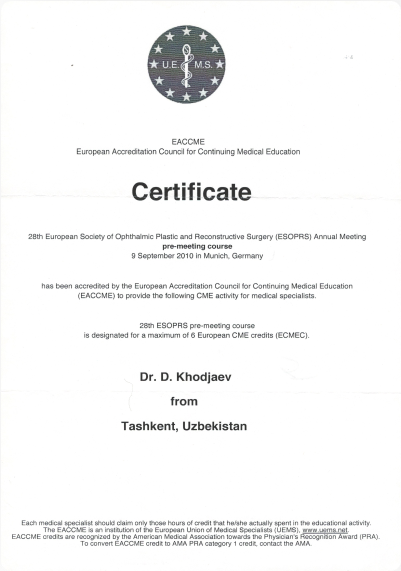 U.E. M.S.
EACCME
European Accreditation Council for Continuing Medical Education
Certificate
28th European Society of Ophthalmic Plastic and Reconstructive Surgery (ESOPRS) Annual Meeting
pre-meeting course
9 September 2010 in Munich, Germany
has been accredited by the European Accreditation Council for Continuing Medical Education
(EACCME) to provide the following CME activity for medical specialists.
28th ESOPRS pre-meeting course
is designated for a maximum of 6 European CME credits (ECMEC).
Dr. D. Khodjaev
from
Tashkent, Uzbekistan
Each medical specialist should claim only those hours of credit that he/she actually spent in the educational activity.
The EACCME is an institution of the European Union of Medical Specialists (UEMS), www.uems.net.
EACCME credits are recognized by the American Medical Association towards the Physician's Recognition Award (PRA).
To convert EACCME credit to AMA PRA category 1 credit, contact the AMA.